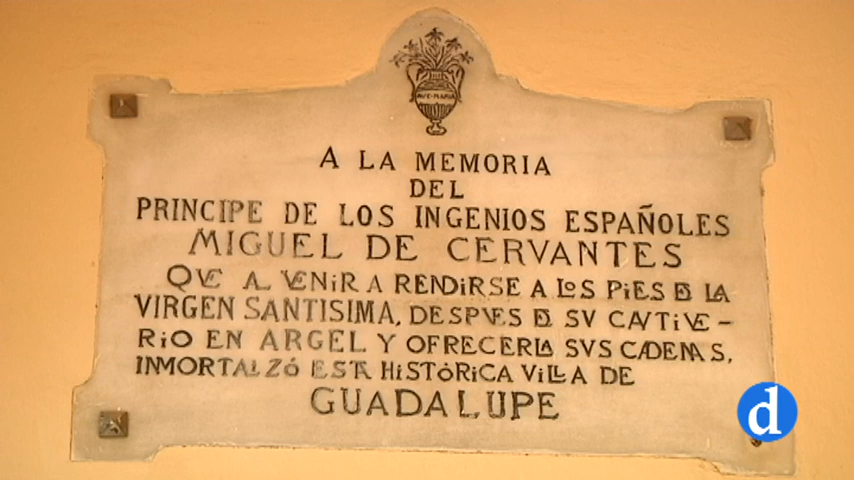 AVE-MARIA
A LA MEMORIA
DEL
PRINCIPE DE LOS INGENIOS ESPAÑOLES
MIGUEL DE CERVANTES
QVE AL VENIR A RENDIRSE A LOS PIES DE LA
VIRGEN SANTISIMA, DESPVES DE SV CAVTIVE-
RIO EN ARGEL Y OFRECERLA SVS CADENAS,
INMORTALZÓ ESTA HISTÓRICA VILLA DE
GUADALUPE
d